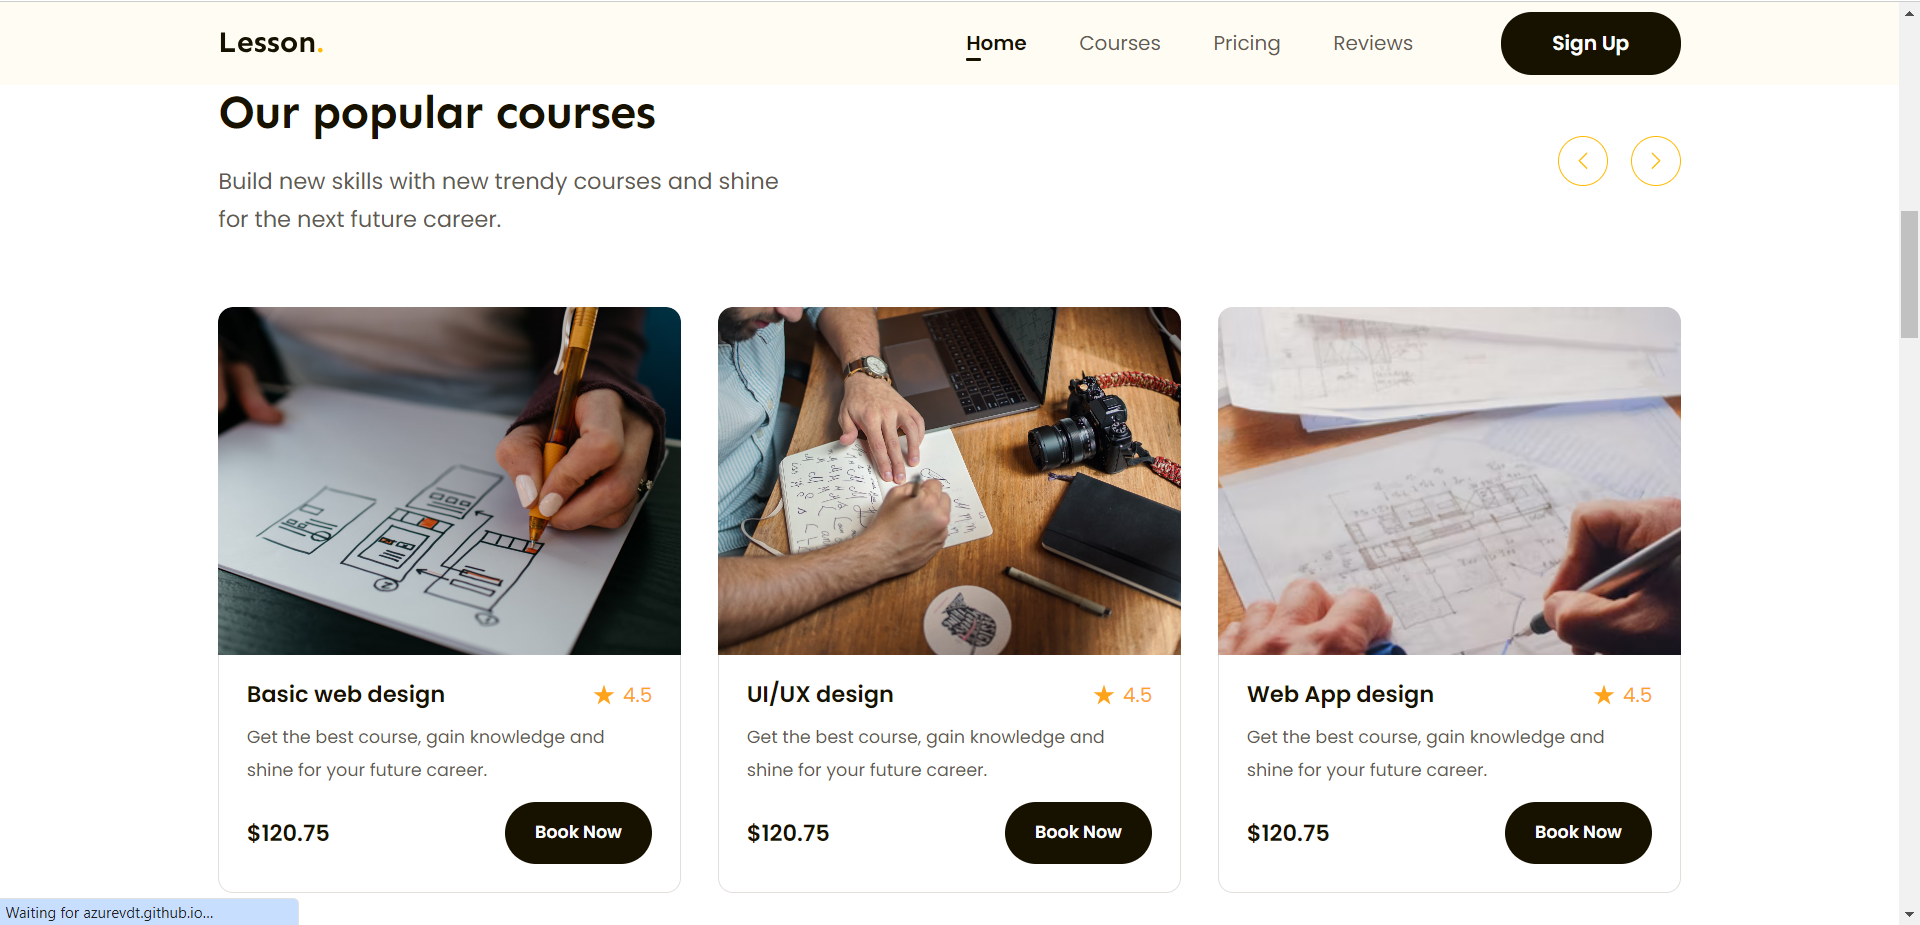 Lesson.
Home Courses Pricing Reviews Sign Up
Our popular courses
Build new skills with new trendy courses and shine
for the next future career.
Basic web design 4.5
Get the best course, gain knowledge and
shine for your future career.
$120.75 Book Now
UI/UX design 4.5
Get the best course, gain knowledge and
shine for your future career.
$120.75 Book Now
Web App design 4.5
Get the best course, gain knowledge and
shine for your future career.
$120.75 Book Now
Waiting for azurevdt.github.io...